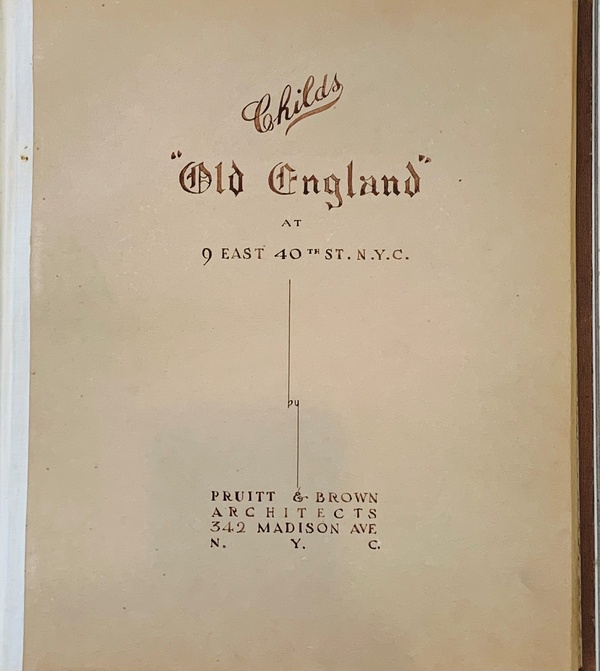 Childs
"Old England"
AT
9 EAST 40TH ST. N.Y.C.
by
PRUITT & BROWN
ARCHITECTS
342 MADISON AVE
N. Y. C.